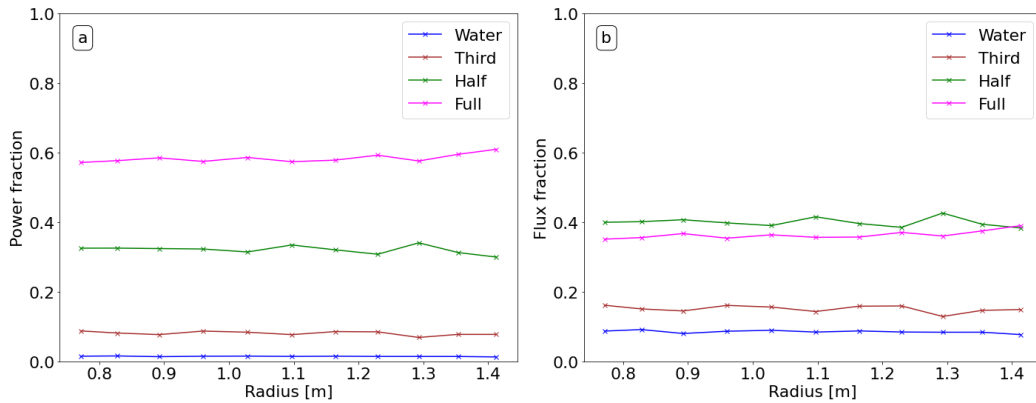 a
Water
Third
Half
Full
Power fraction
1.0
0.8
0.6
0.4
0.2
0.0
0.8 0.9 1.0 1.1 1.2 1.3 1.4
Radius [m]
b
Water
Third
Half
Full
Flux fraction
1.0
0.8
0.6
0.4
0.2
0.0
0.8 0.9 1.0 1.1 1.2 1.3 1.4
Radius [m]